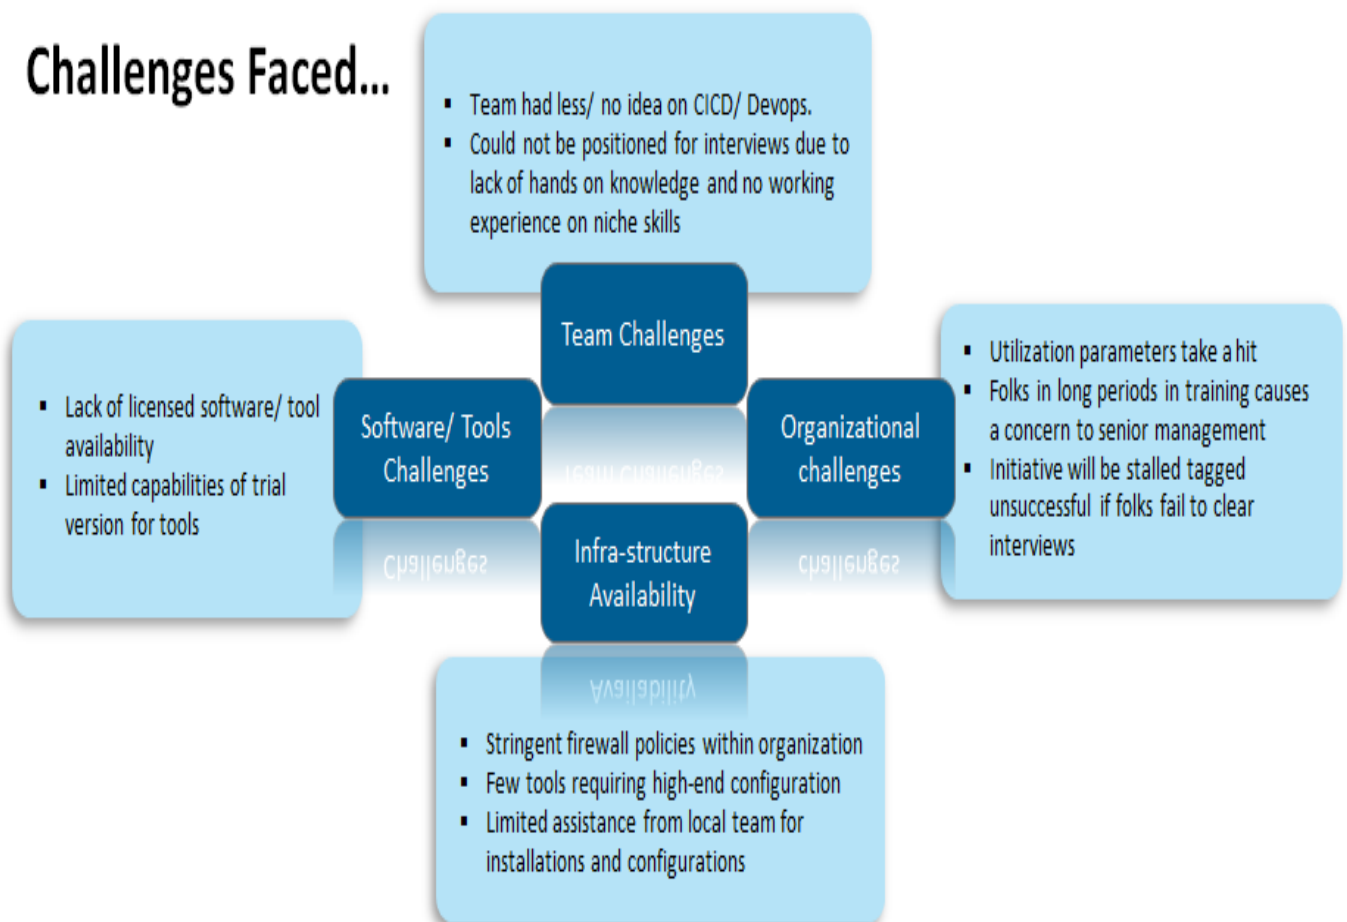 Challenges Faced...
▪ Team had less/ no idea on CICD/ Devops.
▪ Could not be positioned for interviews due to
lack of hands on knowledge and no working
experience on niche skills
Team Challenges
▪ Lack of licensed software/ tool
availability
▪ Limited capabilities of trial
version for tools
Software/ Tools
Challenges
Organizational
challenges
▪ Utilization parameters take a hit
▪ Folks in long periods in training causes
a concern to senior management
▪ Initiative will be stalled tagged
unsuccessful if folks fail to clear
interviews
Infra-structure
Availability
▪ Stringent firewall policies within organization
▪ Few tools requiring high-end configuration
▪ Limited assistance from local team for
installations and configurations